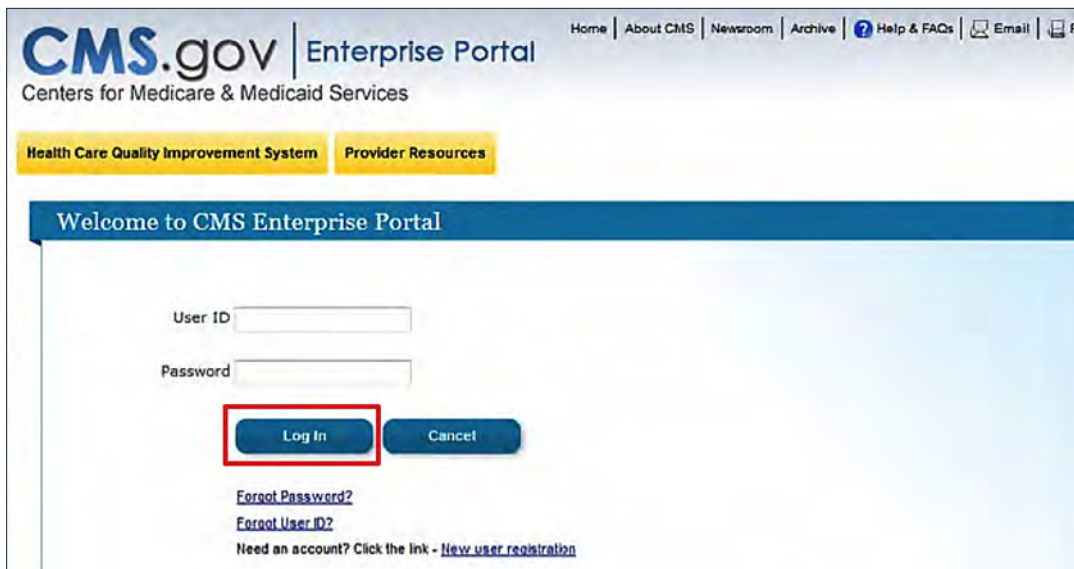 Home | About CMS | Newsroom | Archive | Help & FAQs | Email |
CMS.gov | Enterprise Portal
Centers for Medicare & Medicaid Services
Health Care Quality Improvement System Provider Resources
Welcome to CMS Enterprise Portal
User ID
Password
Log In Cancel
Forgot Password?
Forgot User ID?
Need an account? Click the link - New user registration